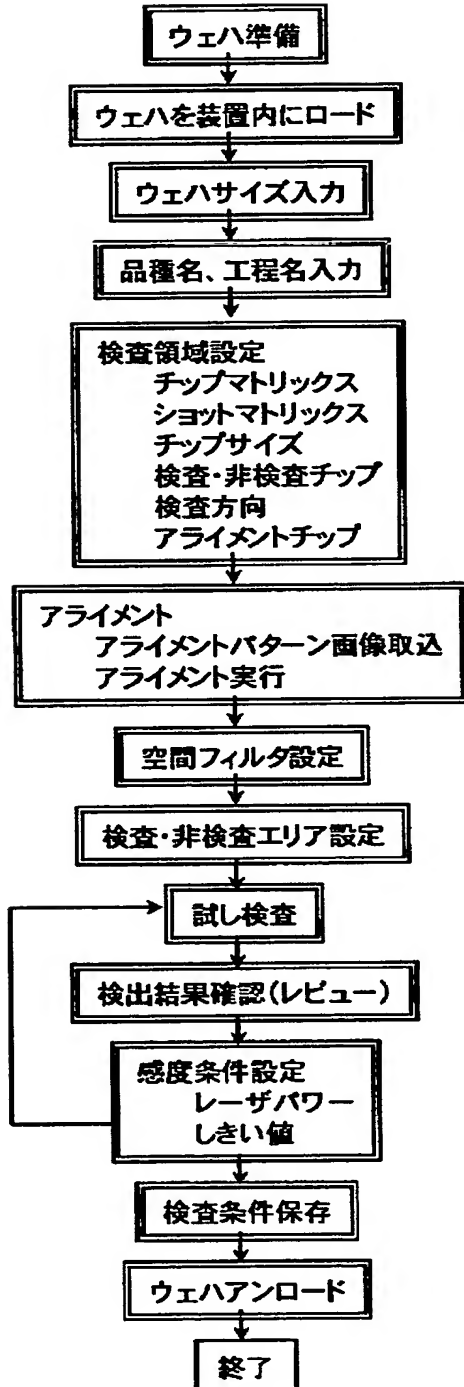 ウェハ準備
ウェハを装置内にロード
ウェハサイズ入力
品種名、工程名入力
検査領域設定
チップマトリックス
ショットマトリックス
チップサイズ
検査・非検査チップ
検査方向
アライメントチップ
アライメント
アライメントパターン画像取込
アライメント実行
空間フィルタ設定
検査・非検査エリア設定
試し検査
検出結果確認(レビュー)
感度条件設定
レーザパワー
しきい値
検査条件保存
ウェハアンロード
終了